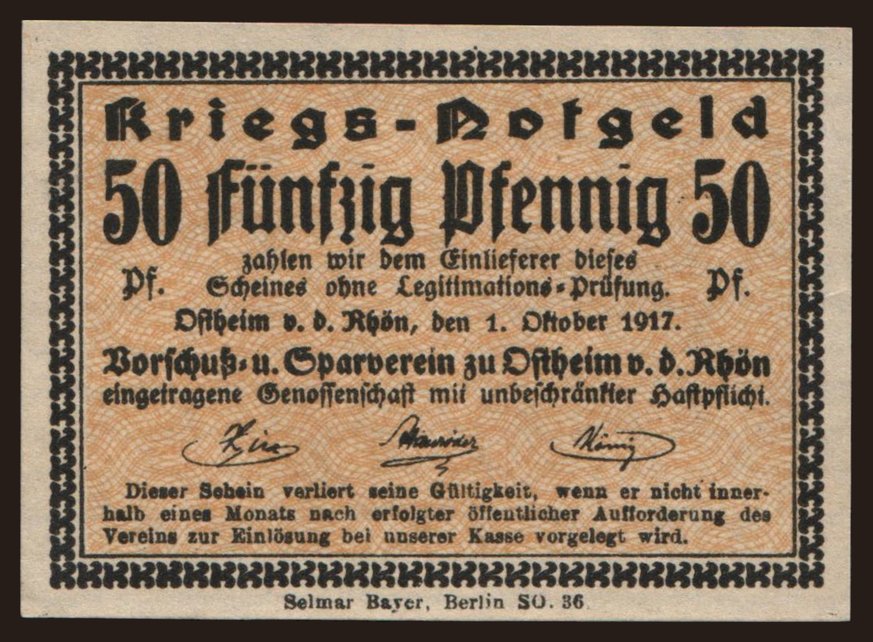 Kriegs-Notgeld
50 Fünfzig Pfennig 50
Pf. zahlen wir dem Einlieferer dieses Pf.
Scheines ohne Legitimations-Prüfung.
Ostheim v. d. Rhön, den 1. Oktober 1917.
Vorschuß- u. Sparverein zu Ostheim v. d. Rhön
eingetragene Genossenschaft mit unbeschränkter Haftpflicht.
König
Dieser Schein verliert seine Gültigkeit, wenn er nicht inner-
halb eines Monats nach erfolgter öffentlicher Aufforderung des
Vereins zur Einlösung bei unserer Kasse vorgelegt wird.
Selmar Bayer, Berlin SO. 36